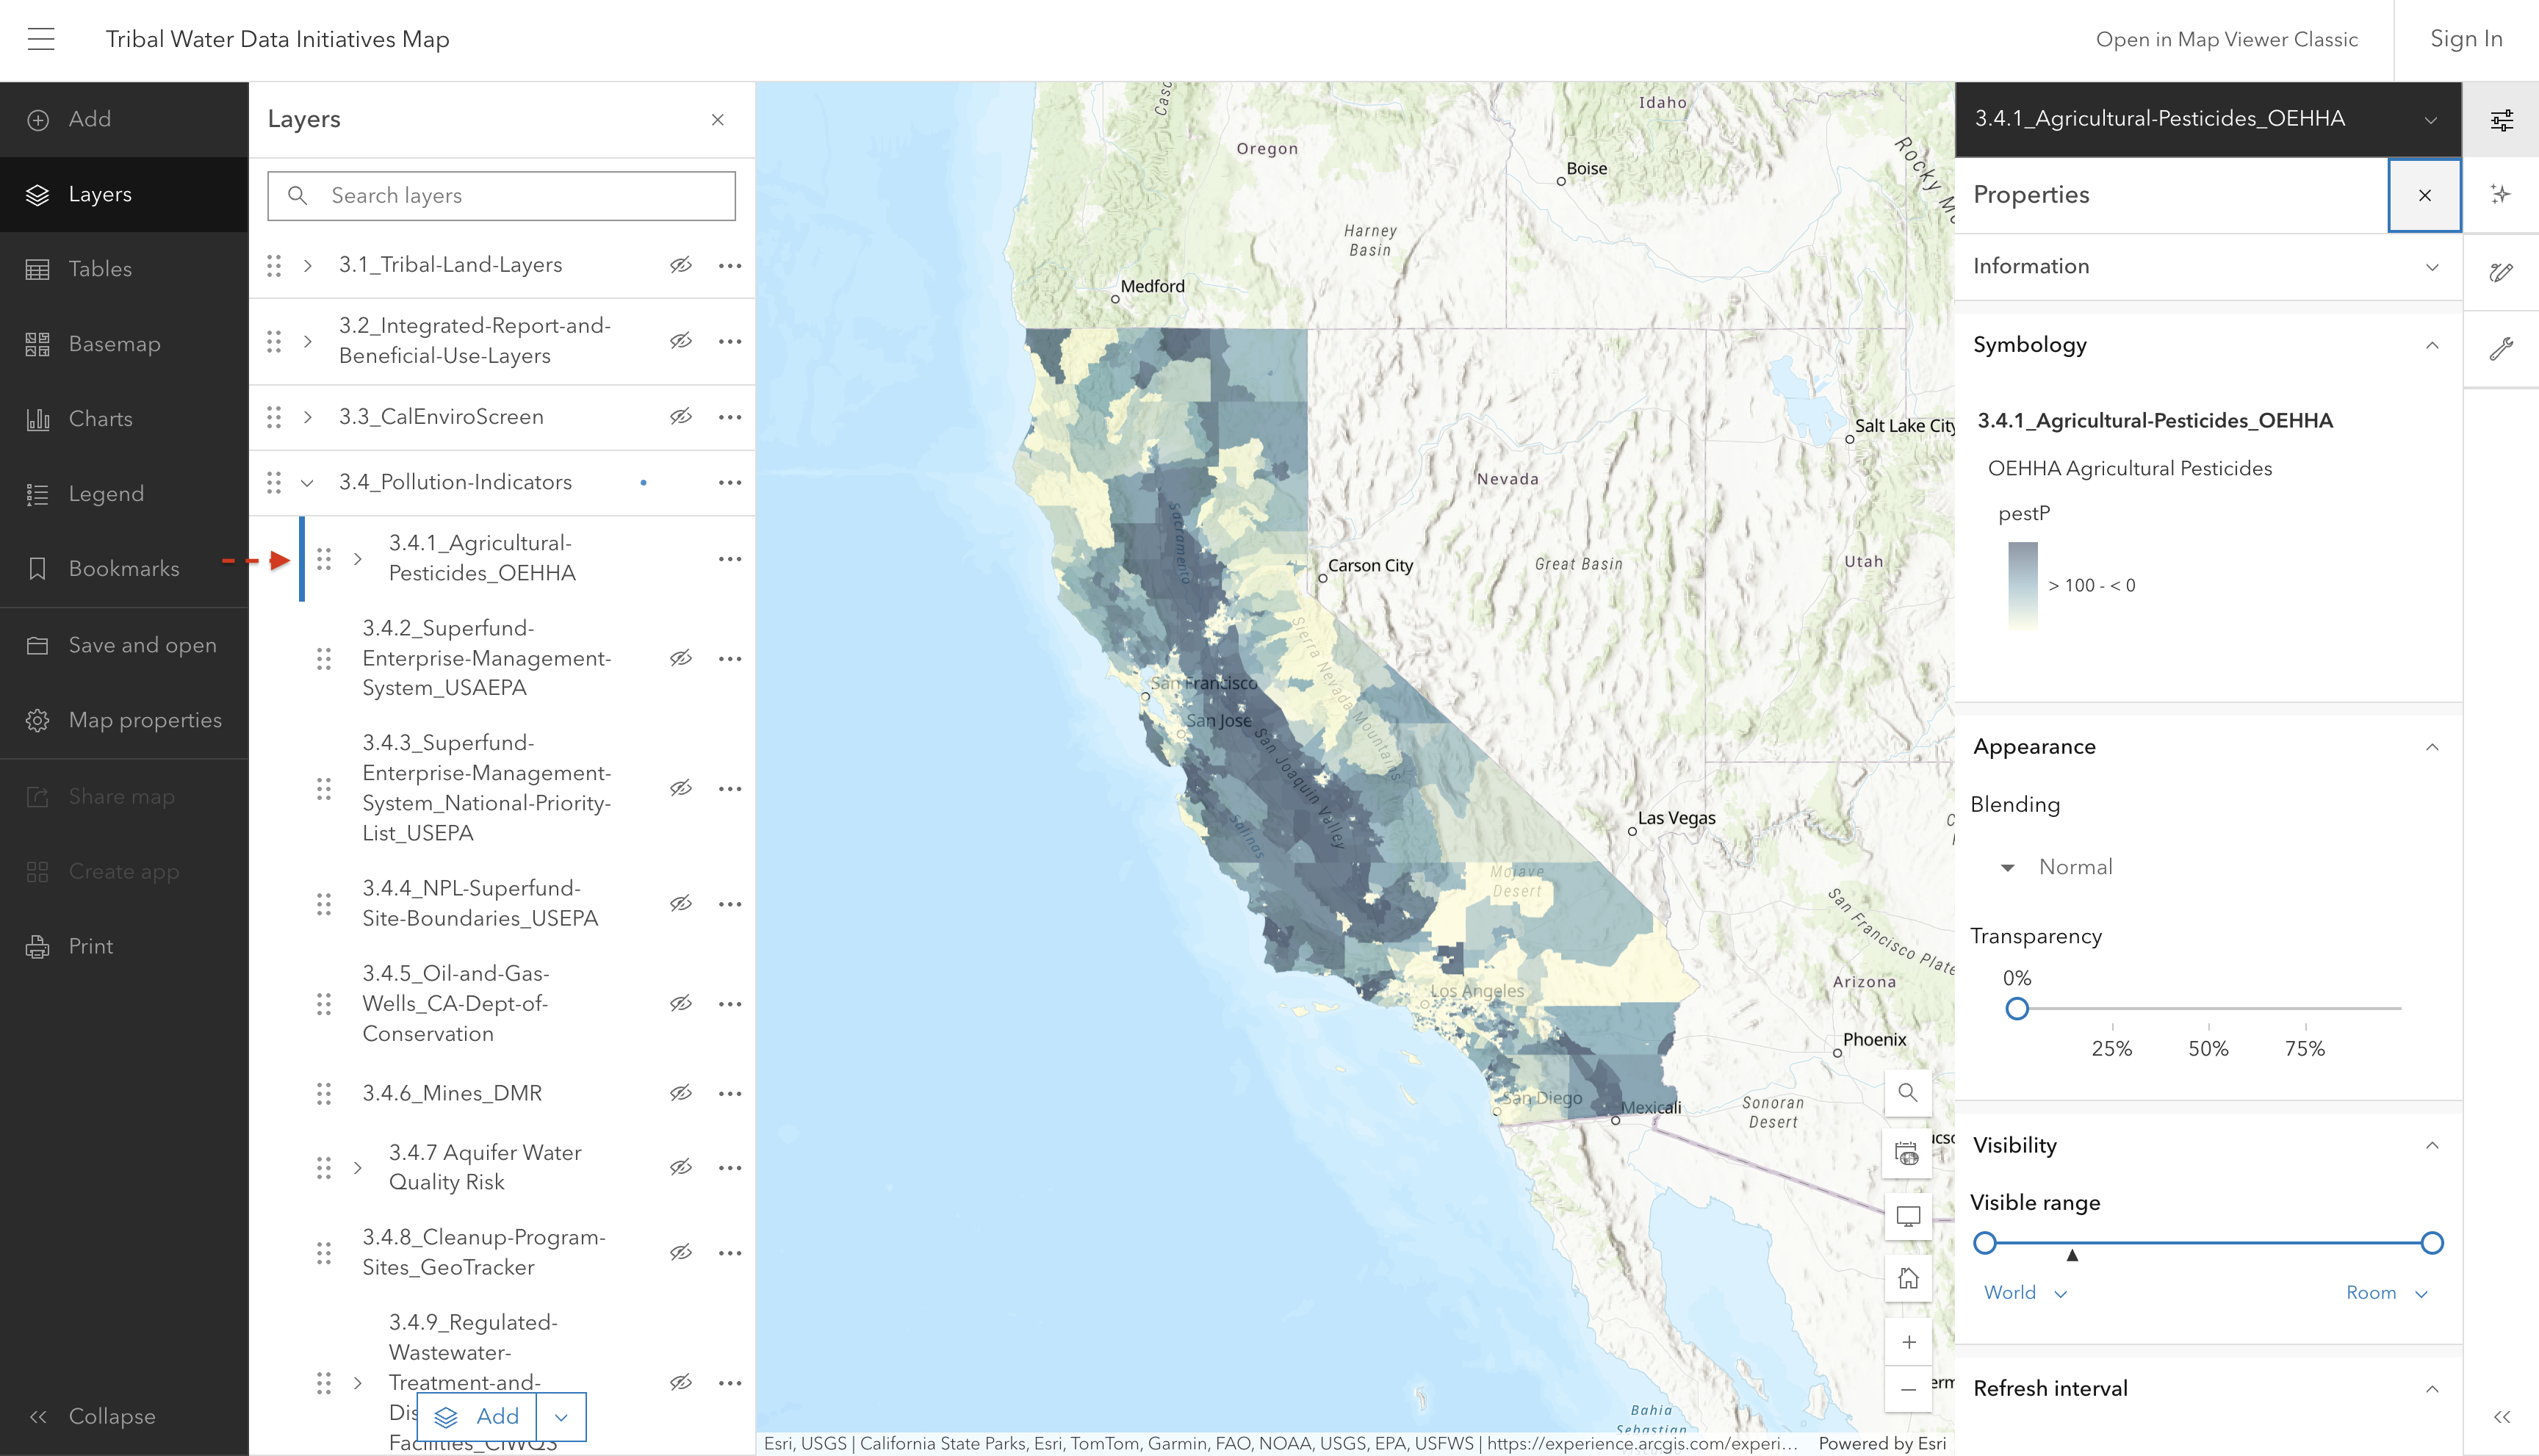 Tribal Water Data Initiatives Map
Open in Map Viewer Classic
Sign In
Add
Layers
Tables
Basemap
Charts
Legend
Bookmarks
Save and open
Map properties
Share map
Create app
Print
Collapse
Layers
Search layers
3.1_Tribal-Land-Layers
3.2_Integrated-Report-and-
Beneficial-Use-Layers
3.3_CalEnviroScreen
3.4_Pollution-Indicators
3.4.1_Agricultural-
Pesticides_OEHHA
3.4.2_Superfund-
Enterprise-Management-
System_USAEPA
3.4.3_Superfund-
Enterprise-Management-
System_National-Priority-
List_USEPA
3.4.4_NPL-Superfund-
Site-Boundaries_USEPA
3.4.5_Oil-and-Gas-
Wells_CA-Dept-of-
Conservation
3.4.6_Mines_DMR
3.4.7 Aquifer Water
Quality Risk
3.4.8_Cleanup-Program-
Sites_GeoTracker
3.4.9_Regulated-
Wastewater-
Treatment-and-
Add
Idaho
Oregon
Boise
Harney
Basin
Medford
Salt Lake City
Nevada
Sacramento
Carson City
Great Basin
Utah
Sierra Nevada Mountains
San Francisco
San Jose
San Joaquin Valley
Salinas
Las Vegas
Mojave
Desert
San Francisco Plate
Arizona
Los Angeles
Phoenix
San Diego
Mexicali
Sonoran
Desert
Bahia
Esri, USGS | California State Parks, Esri, TomTom, Garmin, FAO, NOAA, USGS, EPA, USFWS | https://experience.arcgis.com/experi...
Powered by Esri
3.4.1_Agricultural-Pesticides_OEHHA
Properties
Information
Symbology
3.4.1_Agricultural-Pesticides_OEHHA
OEHHA Agricultural Pesticides
pestP
> 100 - < 0
Appearance
Blending
Normal
Transparency
0%
25% 50% 75%
Visibility
Visible range
World
Room
Refresh interval